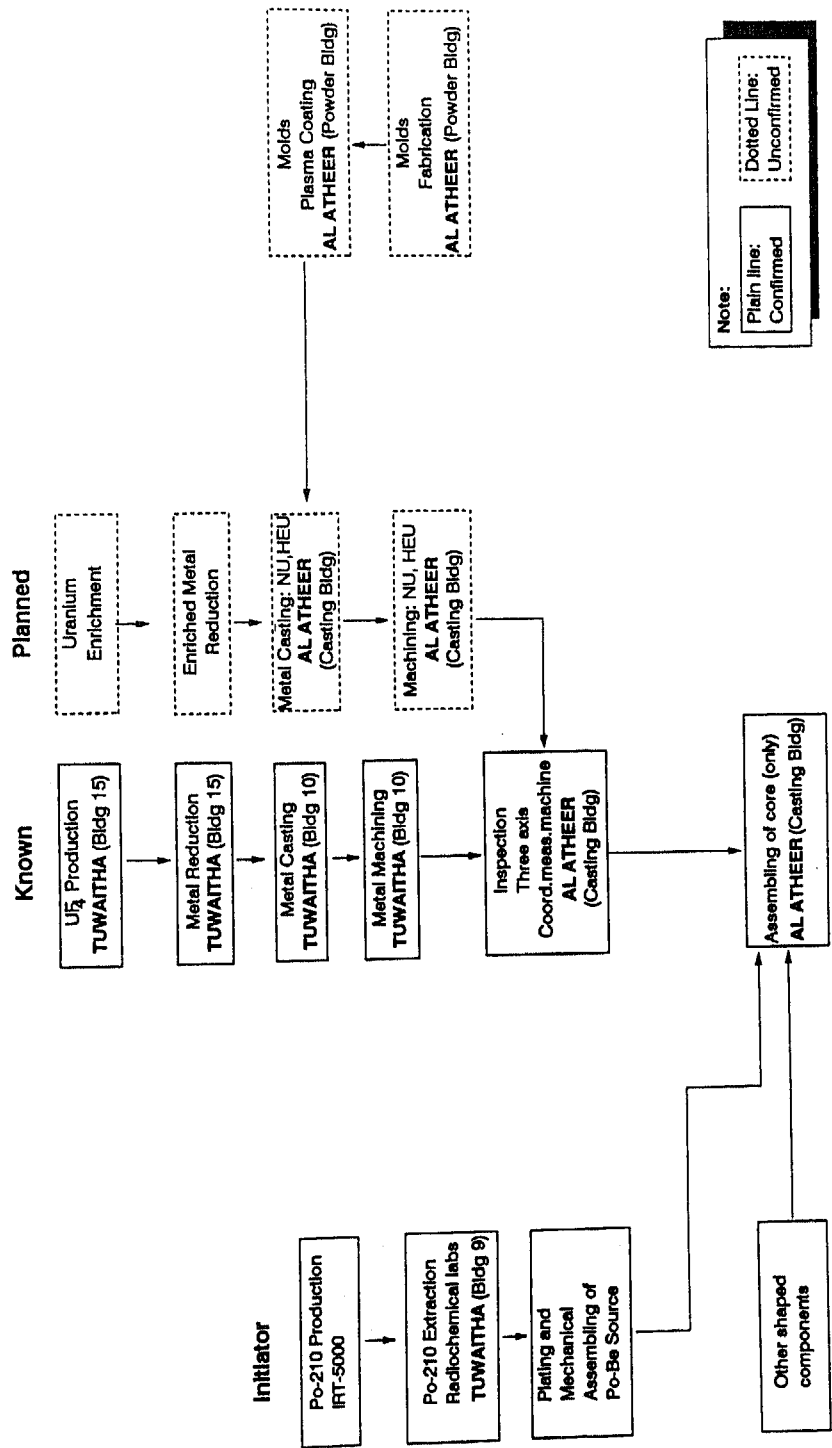 Initiator
Po-210 Production
IRT-5000
Po-210 Extraction
Radiochemical labs
TUWAITHA (Bldg 9)
Plating and
Mechanical
Assembling of
Po-Be Source
Other shaped
components
Known
UF4 Production
TUWAITHA (Bldg 15)
Metal Reduction
TUWAITHA (Bldg 15)
Metal Casting
TUWAITHA (Bldg 10)
Metal Machining
TUWAITHA (Bldg 10)
Inspection
Three axis
Coord.meas.machine
AL ATHEER
(Casting Bldg)
Assembling of core (only)
AL ATHEER (Casting Bldg)
Planned
Uranium
Enrichment
Enriched Metal
Reduction
Metal Casting: NU,HEU
AL ATHEER
(Casting Bldg)
Machining: NU, HEU
AL ATHEER
(Casting Bldg)
Molds
Plasma Coating
AL ATHEER (Powder Bldg)
Molds
Fabrication
AL ATHEER (Powder Bldg)
Note:
Plain line:
Confirmed
Dotted Line:
Unconfirmed